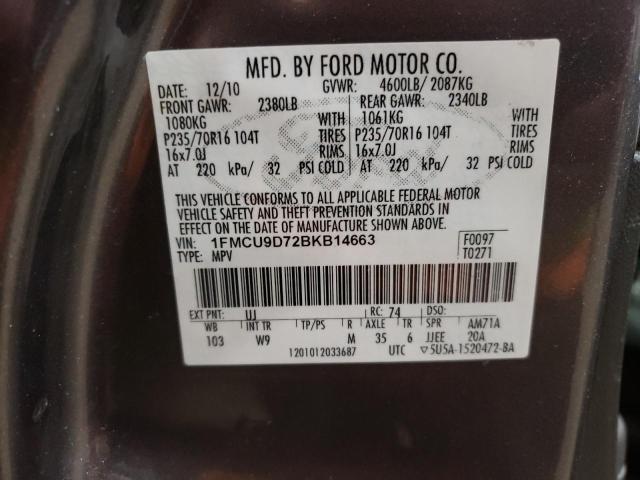 MFD. BY FORD MOTOR CO.
DATE: 12/10 GVWR: 4600LB/ 2087KG
FRONT GAWR: 2380LB REAR GAWR: 2340LB
1080KG WITH 1061KG WITH
P235/70R16 104T TIRES P235/70R16 104T TIRES
16x7.0J RIMS 16x7.0J RIMS
AT 220 kPa/ 32 PSI COLD AT 220 kPa/ 32 PSI COLD
THIS VEHICLE CONFORMS TO ALL APPLICABLE FEDERAL MOTOR
VEHICLE SAFETY AND THEFT PREVENTION STANDARDS IN
EFFECT ON THE DATE OF MANUFACTURE SHOWN ABOVE.
VIN: 1FMCU9D72BKB14663 F0097
TYPE: MPV T0271
EXT PNT: UJ RC: 74 DSO:
WB INT TR TP/PS R AXLE TR SPR AM71A
103 W9 M 35 6 JJEE 20A
1201012033687 UTC ▽5U5A-1520472-BA